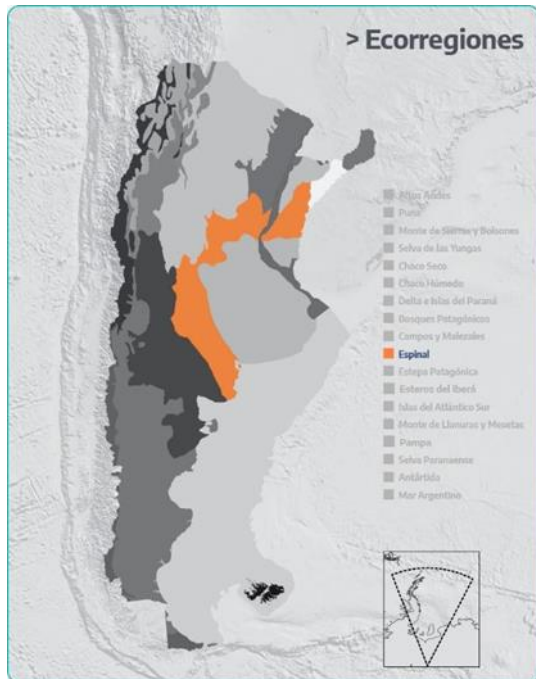 > Ecorregiones
Altos Andes
Puna
Monte de Sierras y Bolsones
Selva de las Yungas
Chaco Seco
Chaco Húmedo
Delta e Islas del Paraná
Bosques Patagónicos
Campos y Malezales
Espinal
Estepa Patagónica
Esteros del Iberá
Islas del Atlántico Sur
Monte de Llanuras y Mesetas
Pampa
Selva Paranaense
Antártida
Mar Argentino